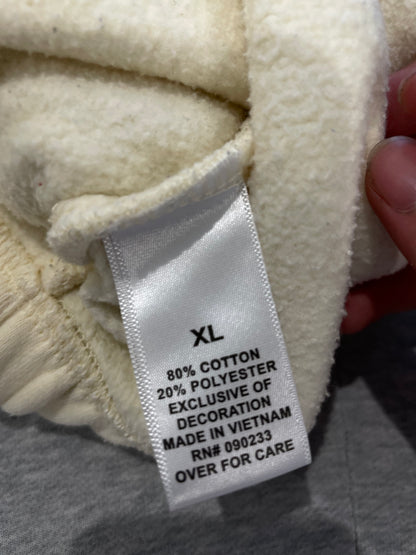 XL
80% COTTON
20% POLYESTER
EXCLUSIVE OF
DECORATION
MADE IN VIETNAM
RN# 090233
OVER FOR CARE